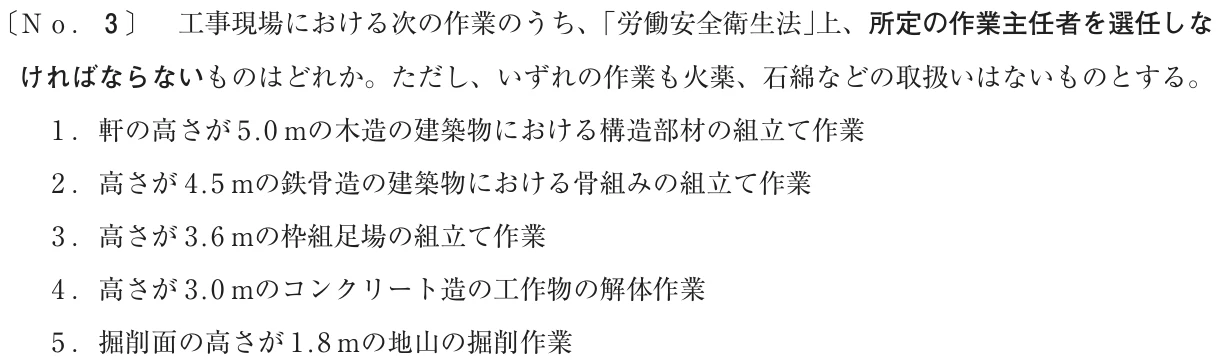 〔Ｎｏ．３〕　工事現場における次の作業のうち、「労働安全衛生法」上、所定の作業主任者を選任しな
ければならないものはどれか。ただし、いずれの作業も火薬、石綿などの取扱いはないものとする。
１．軒の高さが5.0ｍの木造の建築物における構造部材の組立て作業
２．高さが4.5ｍの鉄骨造の建築物における骨組みの組立て作業
３．高さが3.6ｍの枠組足場の組立て作業
４．高さが3.0ｍのコンクリート造の工作物の解体作業
５．掘削面の高さが1.8ｍの地山の掘削作業